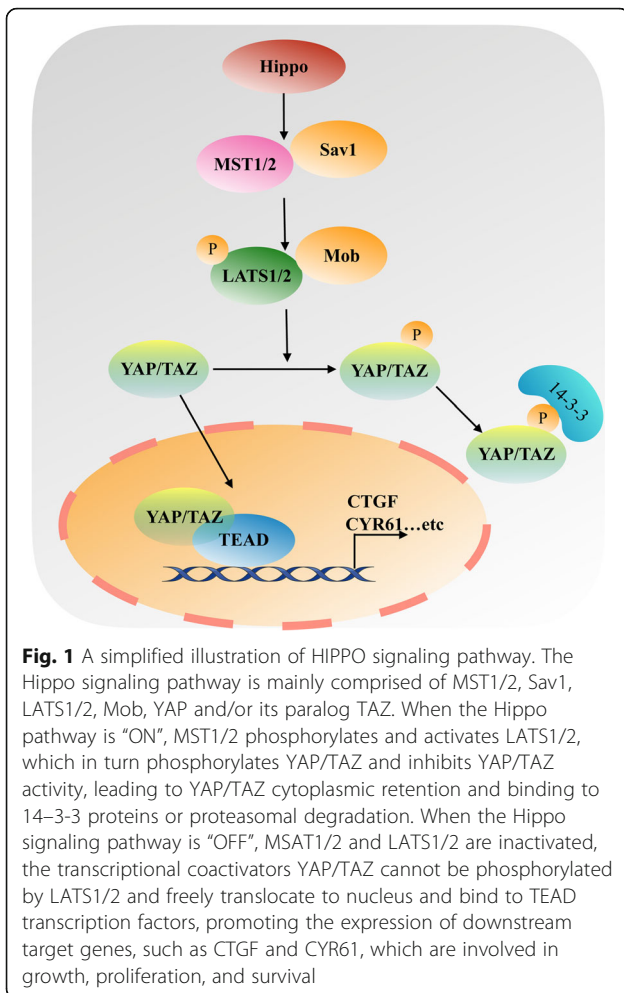 Hippo
Sav1
MST1/2
P
Mob
LATS1/2
P
YAP/TAZ
YAP/TAZ
14-3-3
P
YAP/TAZ
CTGF
YAP/TAZ
CYR61...etc
TEAD
Fig. 1 A simplified illustration of HIPPO signaling pathway. The
Hippo signaling pathway is mainly comprised of MST1/2, Sav1,
LATS1/2, Mob, YAP and/or its paralog TAZ. When the Hippo
pathway is “ON”, MST1/2 phosphorylates and activates LATS1/2,
which in turn phosphorylates YAP/TAZ and inhibits YAP/TAZ
activity, leading to YAP/TAZ cytoplasmic retention and binding to
14–3-3 proteins or proteasomal degradation. When the Hippo
signaling pathway is “OFF”, MSAT1/2 and LATS1/2 are inactivated,
the transcriptional coactivators YAP/TAZ cannot be phosphorylated
by LATS1/2 and freely translocate to nucleus and bind to TEAD
transcription factors, promoting the expression of downstream
target genes, such as CTGF and CYR61, which are involved in
growth, proliferation, and survival